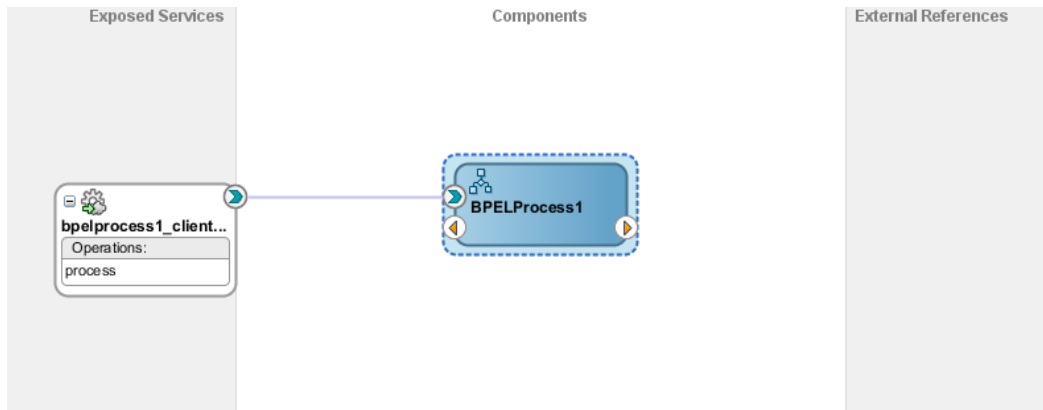 Exposed Services
Components
External References
bpelprocess1_client...
Operations:
process
BPELProcess1